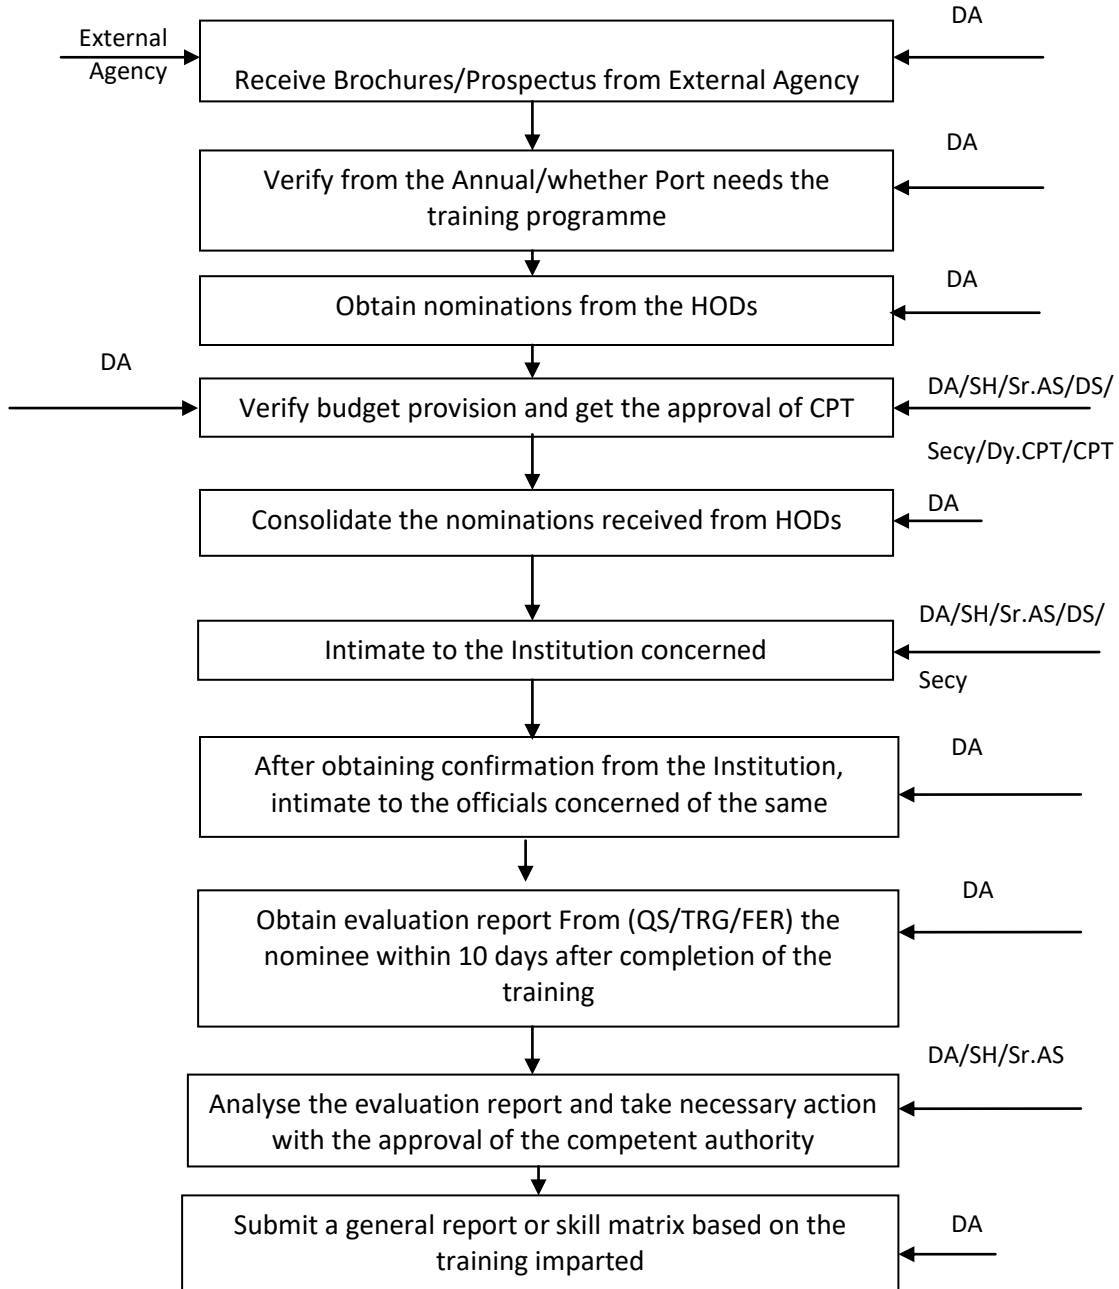 DA
External
Agency
Receive Brochures/Prospectus from External Agency
DA
Verify from the Annual/whether Port needs the
training programme
DA
Obtain nominations from the HODs
DA
DA/SH/Sr.AS/DS/
Verify budget provision and get the approval of CPT
Secy/Dy.CPT/CPT
DA
Consolidate the nominations received from HODs
DA/SH/Sr.AS/DS/
Intimate to the Institution concerned
Secy
DA
After obtaining confirmation from the Institution,
intimate to the officials concerned of the same
DA
Obtain evaluation report From (QS/TRG/FER) the
nominee within 10 days after completion of the
training
DA/SH/Sr.AS
Analyse the evaluation report and take necessary action
with the approval of the competent authority
DA
Submit a general report or skill matrix based on the
training imparted